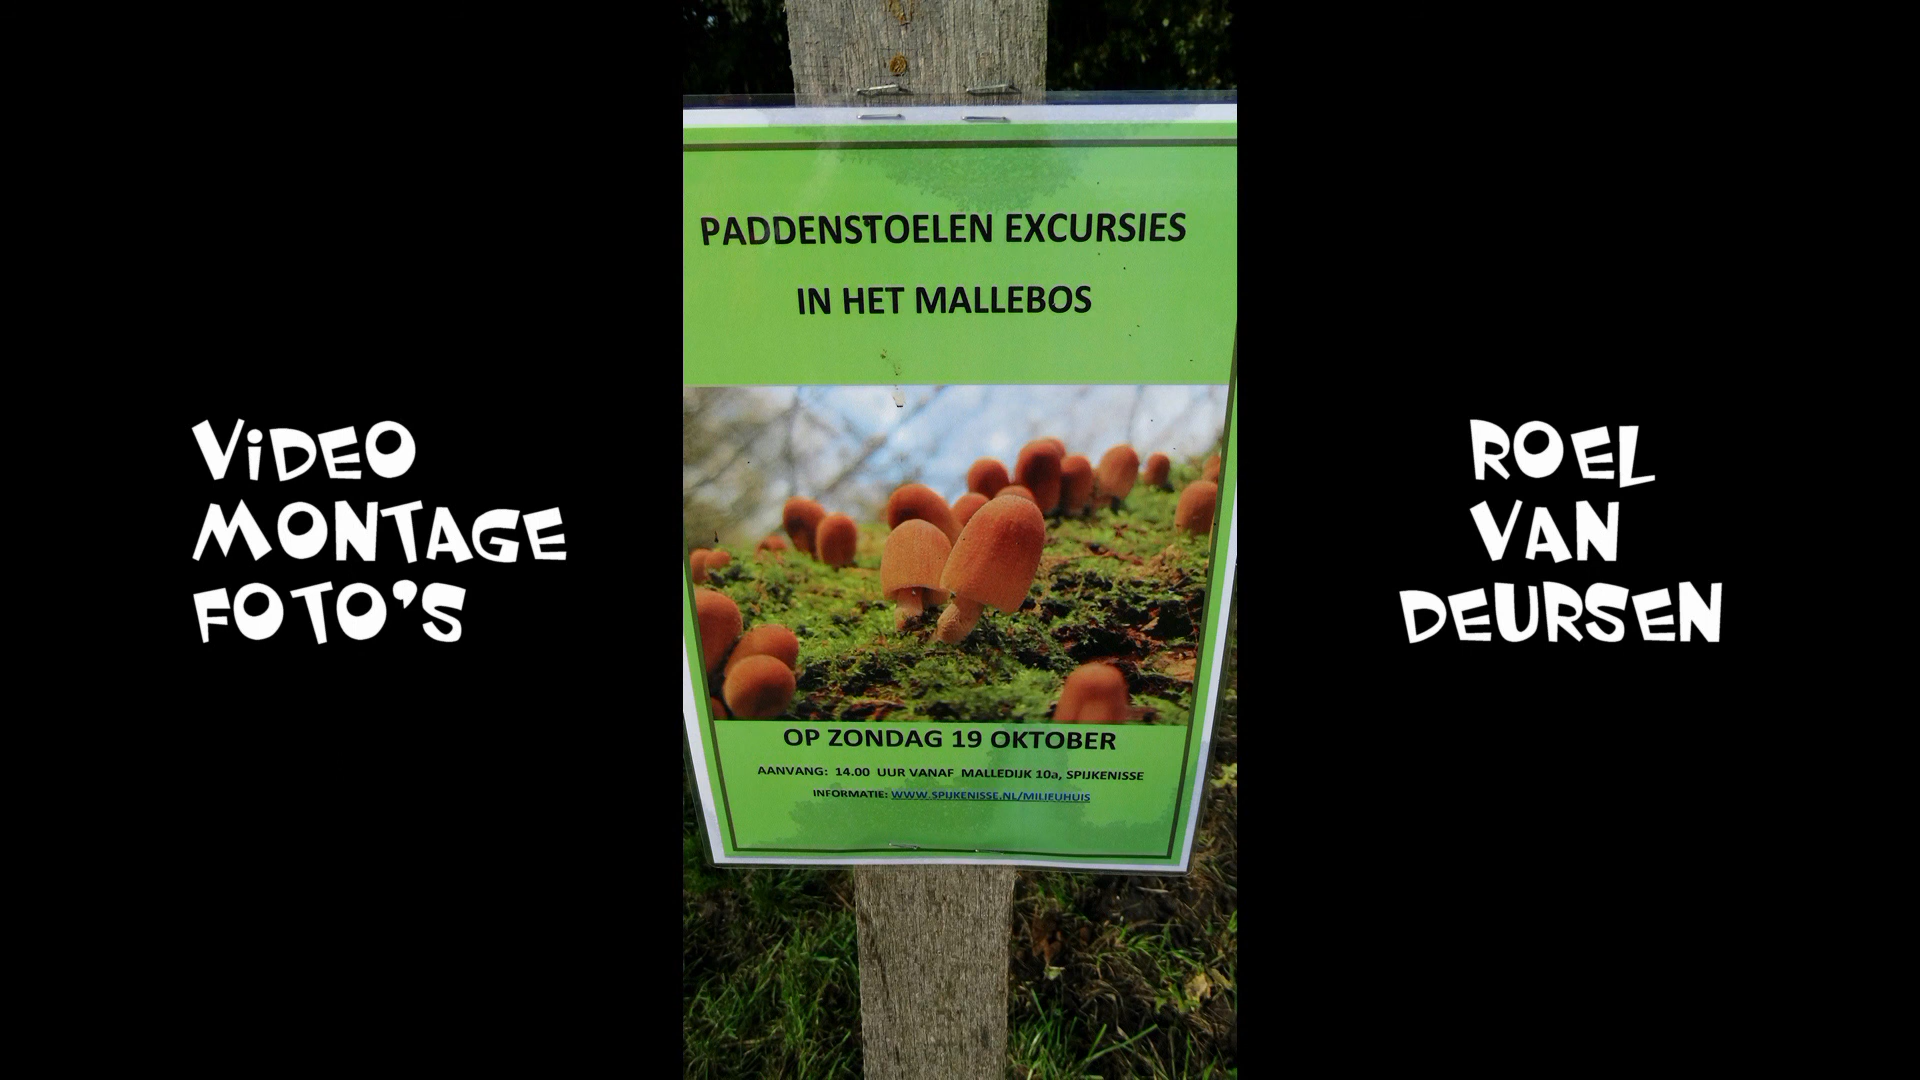 ViDEO
MONTAGE
FOTO'S
PADDENSTOELEN EXCURSIES
IN HET MALLEBOS
OP ZONDAG 19 OKTOBER
AANVANG: 14.00 UUR VANAF MALLEDIJK 10a, SPIJKENISSE
INFORMATIE: WWW.SPIJKENISSE.NL/MILIEUHUIS
ROEL
VAN
DEURSEN